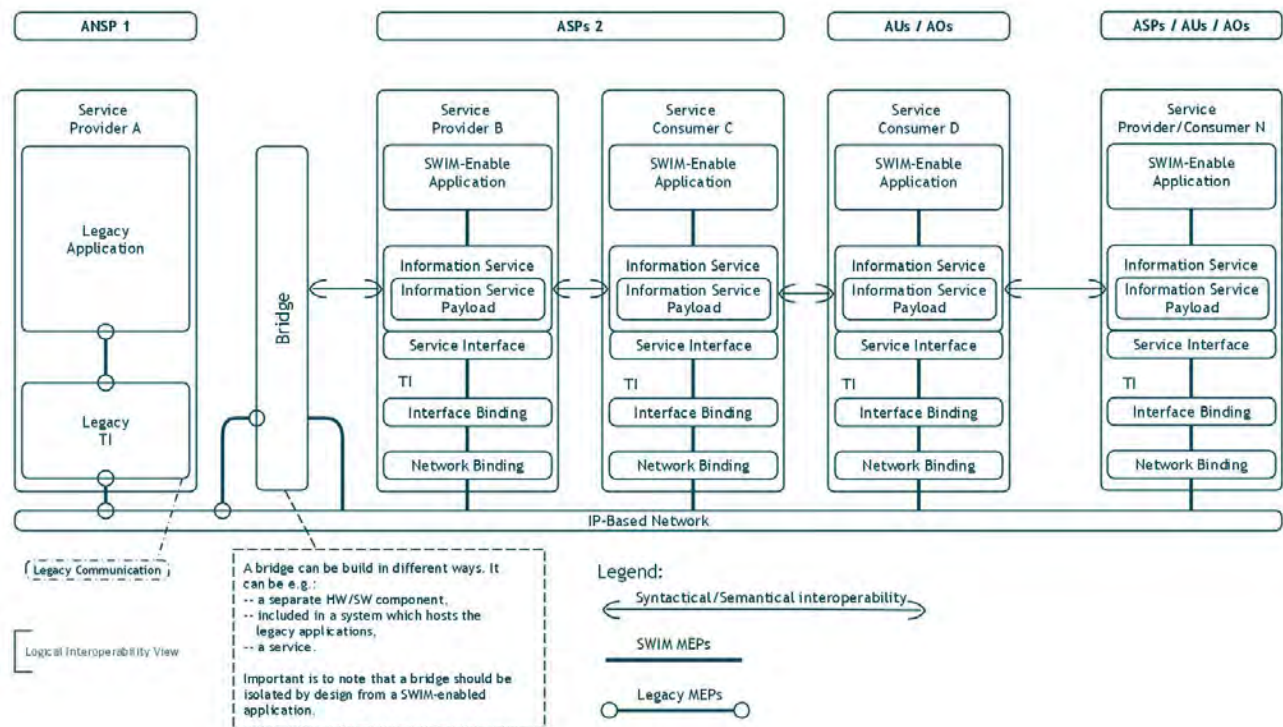 ANSP 1
ASPs 2
AUs / AOs
ASPs / AUs / AOs
Service
Provider A
Legacy
Application
Legacy
TI
Bridge
Service
Provider B
SWIM-Enable
Application
Information Service
Information Service
Payload
Service Interface
TI
Interface Binding
Network Binding
Service
Consumer C
SWIM-Enable
Application
Information Service
Information Service
Payload
Service Interface
TI
Interface Binding
Network Binding
Service
Consumer D
SWIM-Enable
Application
Information Service
Information Service
Payload
Service Interface
TI
Interface Binding
Network Binding
Service
Provider/Consumer N
SWIM-Enable
Application
Information Service
Information Service
Payload
Service Interface
TI
Interface Binding
Network Binding
IP-Based Network
Legacy Communication
Logical Interoperability View
A bridge can be build in different ways. It
can be e.g.:
-- a separate HW/SW component,
-- included in a system which hosts the
legacy applications,
-- a service.
Important is to note that a bridge should be
isolated by design from a SWIM-enabled
application.
Legend:
Syntactical/Semantical interoperability
SWIM MEPs
Legacy MEPs